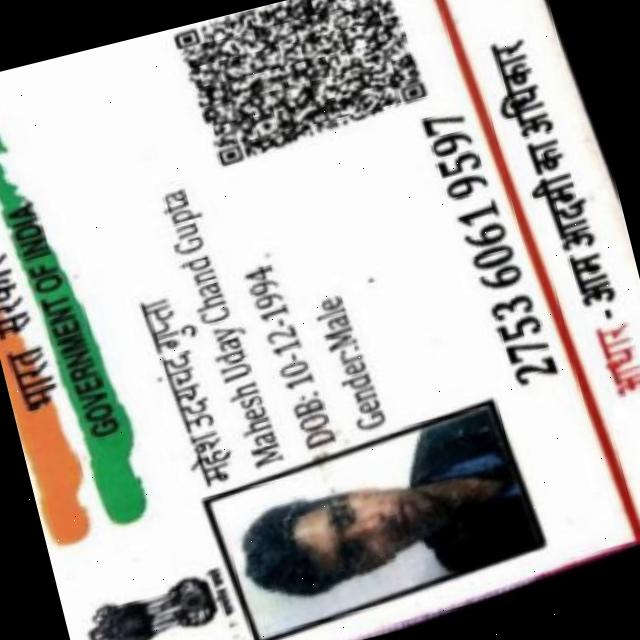 भारत सरकार
GOVERNMENT OF INDIA
महेश उदयचंद गुप्ता
Mahesh Uday Chand Gupta
DOB: 10-12-1994
Gender:Male
2753 6061 9597
आधार - आम आदमी का अधिकार